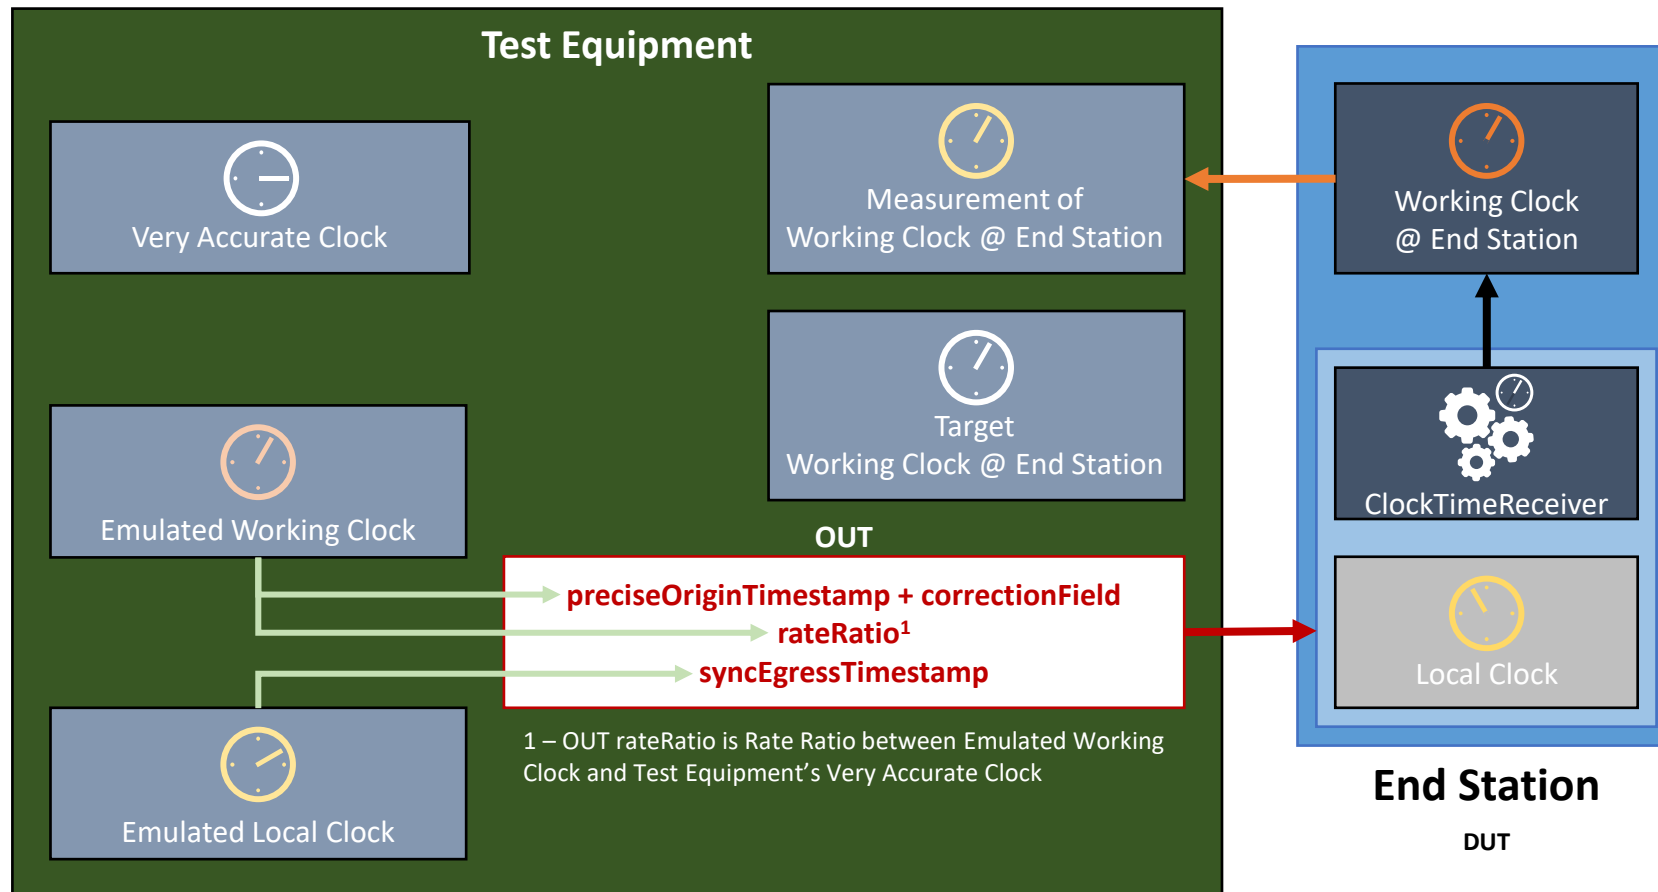 Test Equipment
Very Accurate Clock
Measurement of
Working Clock @ End Station
Working Clock
@ End Station
Target
Working Clock @ End Station
ClockTimeReceiver
Emulated Working Clock
OUT
preciseOriginTimestamp + correctionField
rateRatio¹
syncEgressTimestamp
Local Clock
1 – OUT rateRatio is Rate Ratio between Emulated Working
Clock and Test Equipment’s Very Accurate Clock
Emulated Local Clock
End Station
DUT